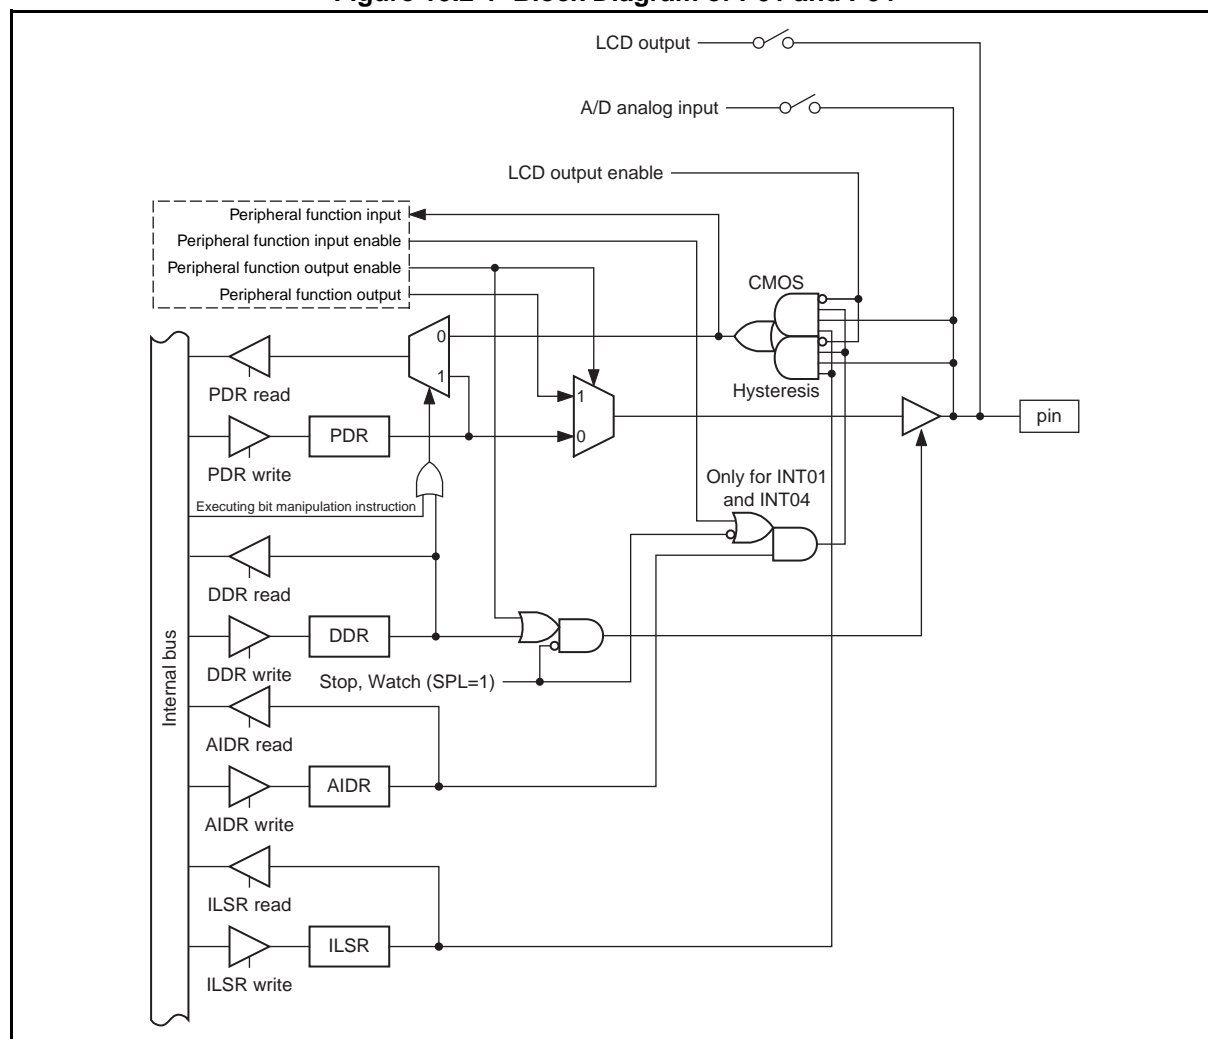 LCD output
A/D analog input
LCD output enable
Peripheral function input
Peripheral function input enable
Peripheral function output enable
Peripheral function output
CMOS
0
1
Hysteresis
PDR read
1
0
pin
PDR
PDR write
Only for INT01
and INT04
Executing bit manipulation instruction
DDR read
DDR
DDR write
Stop, Watch (SPL=1)
Internal bus
AIDR read
AIDR
AIDR write
ILSR read
ILSR
ILSR write